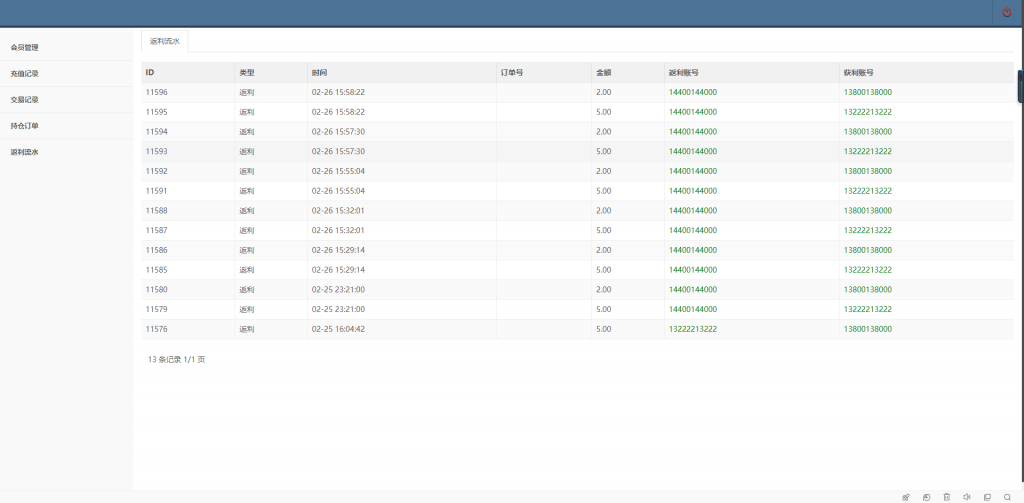 返利流水
会员管理
充值记录
交易记录
持仓订单
返利流水
ID 类型 时间 订单号 金额 返利账号 获利账号
11596 返利 02-26 15:58:22 2.00 14400144000 13800138000
11595 返利 02-26 15:58:22 5.00 14400144000 13222213222
11594 返利 02-26 15:57:30 2.00 14400144000 13800138000
11593 返利 02-26 15:57:30 5.00 14400144000 13222213222
11592 返利 02-26 15:55:04 2.00 14400144000 13800138000
11591 返利 02-26 15:55:04 5.00 14400144000 13222213222
11588 返利 02-26 15:32:01 2.00 14400144000 13800138000
11587 返利 02-26 15:32:01 5.00 14400144000 13222213222
11586 返利 02-26 15:29:14 2.00 14400144000 13800138000
11585 返利 02-26 15:29:14 5.00 14400144000 13222213222
11580 返利 02-25 23:21:00 2.00 14400144000 13800138000
11579 返利 02-25 23:21:00 5.00 14400144000 13222213222
11576 返利 02-25 16:04:42 5.00 13222213222 13800138000
13 条记录 1/1 页